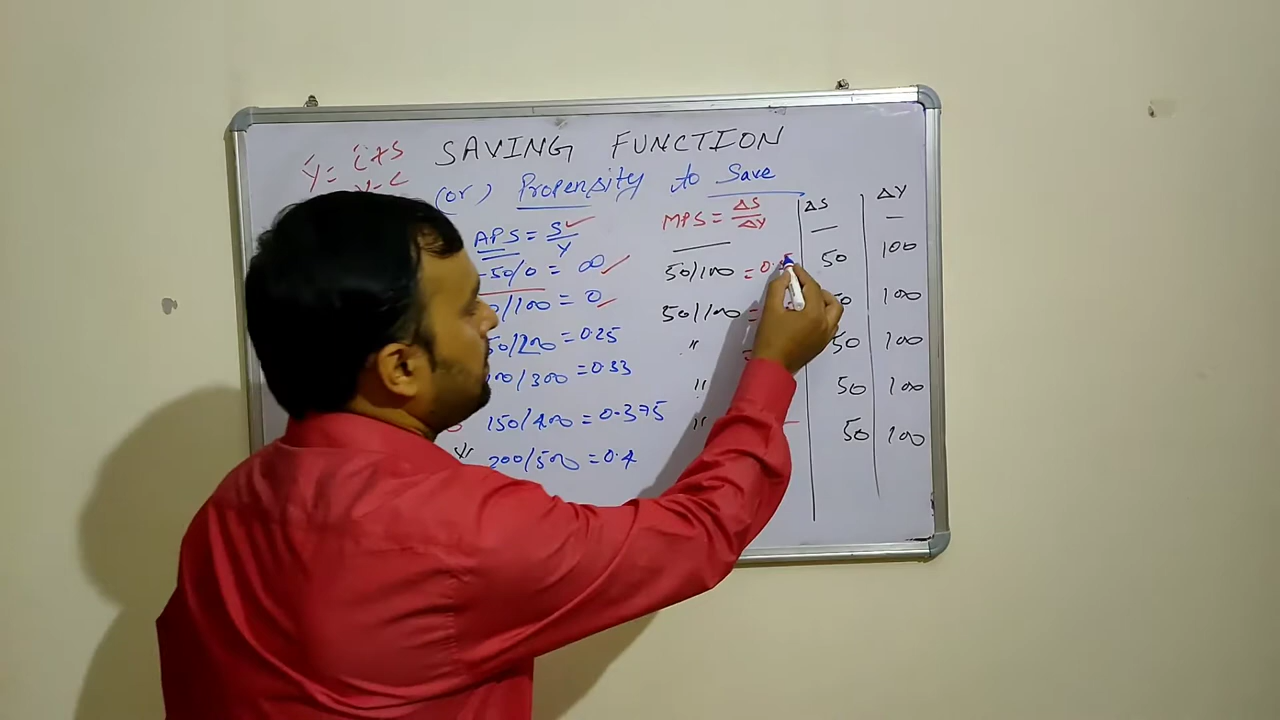 Y = C+S SAVING FUNCTION
(or) Propensity to Save
APS = S/Y MPS = ΔS/ΔY ΔS ΔY
-50/0 = ∞ 50/100 = 0.5 50 100
/100 = 0 50/100 = 100
50/200 = 0.25 " = 50 100
/300 = 0.33 " 50 100
150/400 = 0.375 " 50 100
200/500 = 0.4